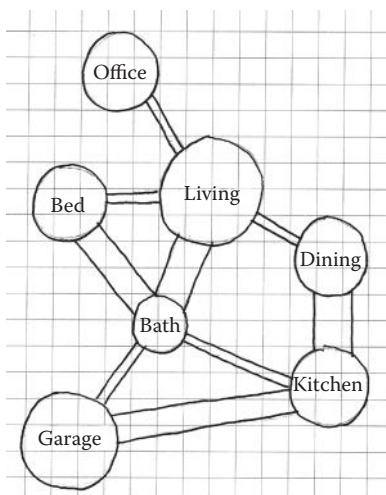 Office
Bed
Living
Dining
Bath
Kitchen
Garage